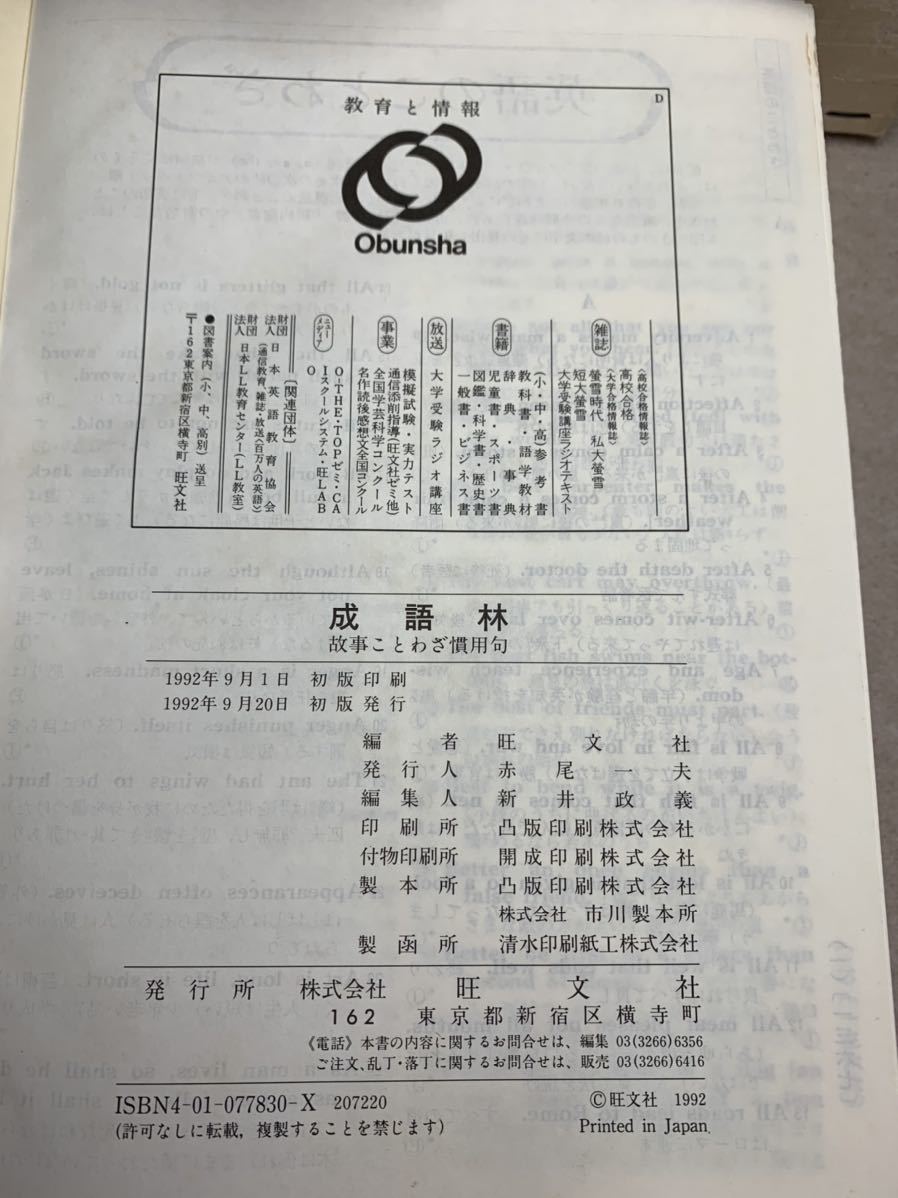 D
教育と情報
Obunsha
雑誌
〈高校合格情報誌〉
高校合格
〈大学合格情報誌〉
螢雪時代 私大螢雪
短大螢雪
大学受験講座ラジオテキスト
書籍
(小・中・高)参考書
教科書・語学教材
辞典・事典
児童書・スポーツ書
図鑑・科学書・歴史書
一般書・ビジネス書
放送
大学受験ラジオ講座
事業
模擬試験・実力テスト
通信添削指導(旺文社ゼミ他)
全国学芸科学コンクール
名作読後感想文全国コンクール
ニューメディア
O-THE・TOPゼミ・CA
Iスクールシステム・旺LAB
O
〔関連団体〕
財団法人 日本英語教育協会
(通信教育、雑誌・放送〈百万人の英語〉)
財団法人 日本LL教育センター(LL教室)
●図書案内(小、中、高別)送呈
〒162東京都新宿区横寺町 旺文社
成語林
故事ことわざ慣用句
1992年9月1日 初版印刷
1992年9月20日 初版発行
編者 旺文社
発行人 赤尾一夫
編集人 新井政義
印刷所 凸版印刷株式会社
付物印刷所 開成印刷株式会社
製本所 凸版印刷株式会社
株式会社 市川製本所
製函所 清水印刷紙工株式会社
発行所 株式会社 旺文社
162 東京都新宿区横寺町
《電話》本書の内容に関するお問合せは、編集 03(3266)6356
ご注文、乱丁・落丁に関するお問合せは、販売 03(3266)6416
ISBN4-01-077830-X 207220
©旺文社 1992
(許可なしに転載，複製することを禁じます)
Printed in Japan